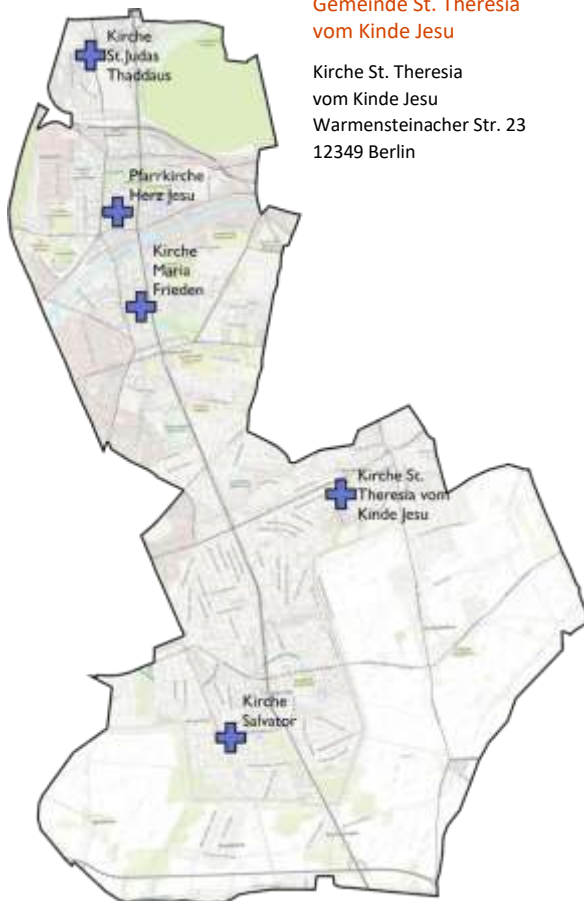 Gemeinde St. Theresia
vom Kinde Jesu
Kirche St. Theresia
vom Kinde Jesu
Warmensteinacher Str. 23
12349 Berlin
Kirche
St. Judas
Thaddäus
Pfarrkirche
Herz Jesu
Kirche
Maria
Frieden
Kirche St.
Theresia vom
Kinde Jesu
Kirche
Salvator